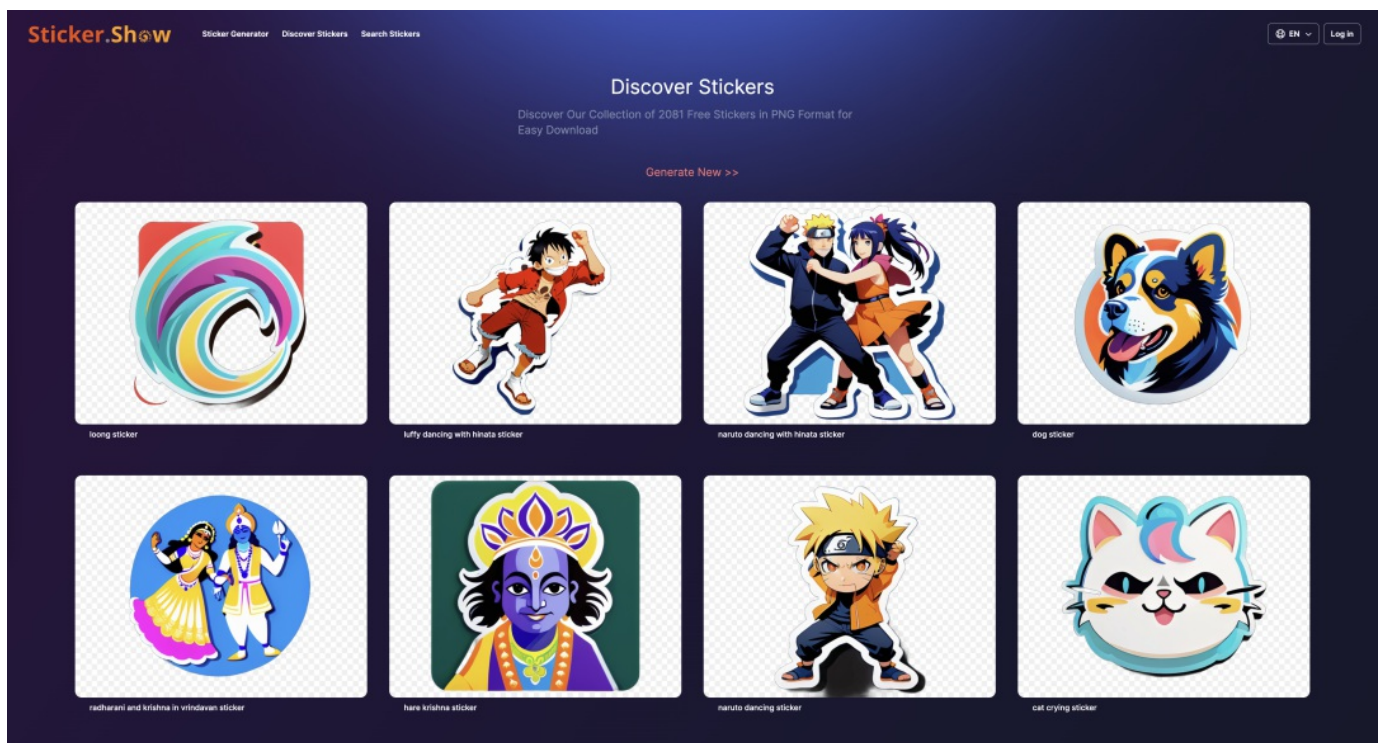 Sticker.Show
Sticker Generator
Discover Stickers
Search Stickers
EN
Log in
Discover Stickers
Discover Our Collection of 2081 Free Stickers in PNG Format for
Easy Download
Generate New >>
loong sticker
luffy dancing with hinata sticker
naruto dancing with hinata sticker
dog sticker
radharani and krishna in vrindavan sticker
hare krishna sticker
naruto dancing sticker
cat crying sticker